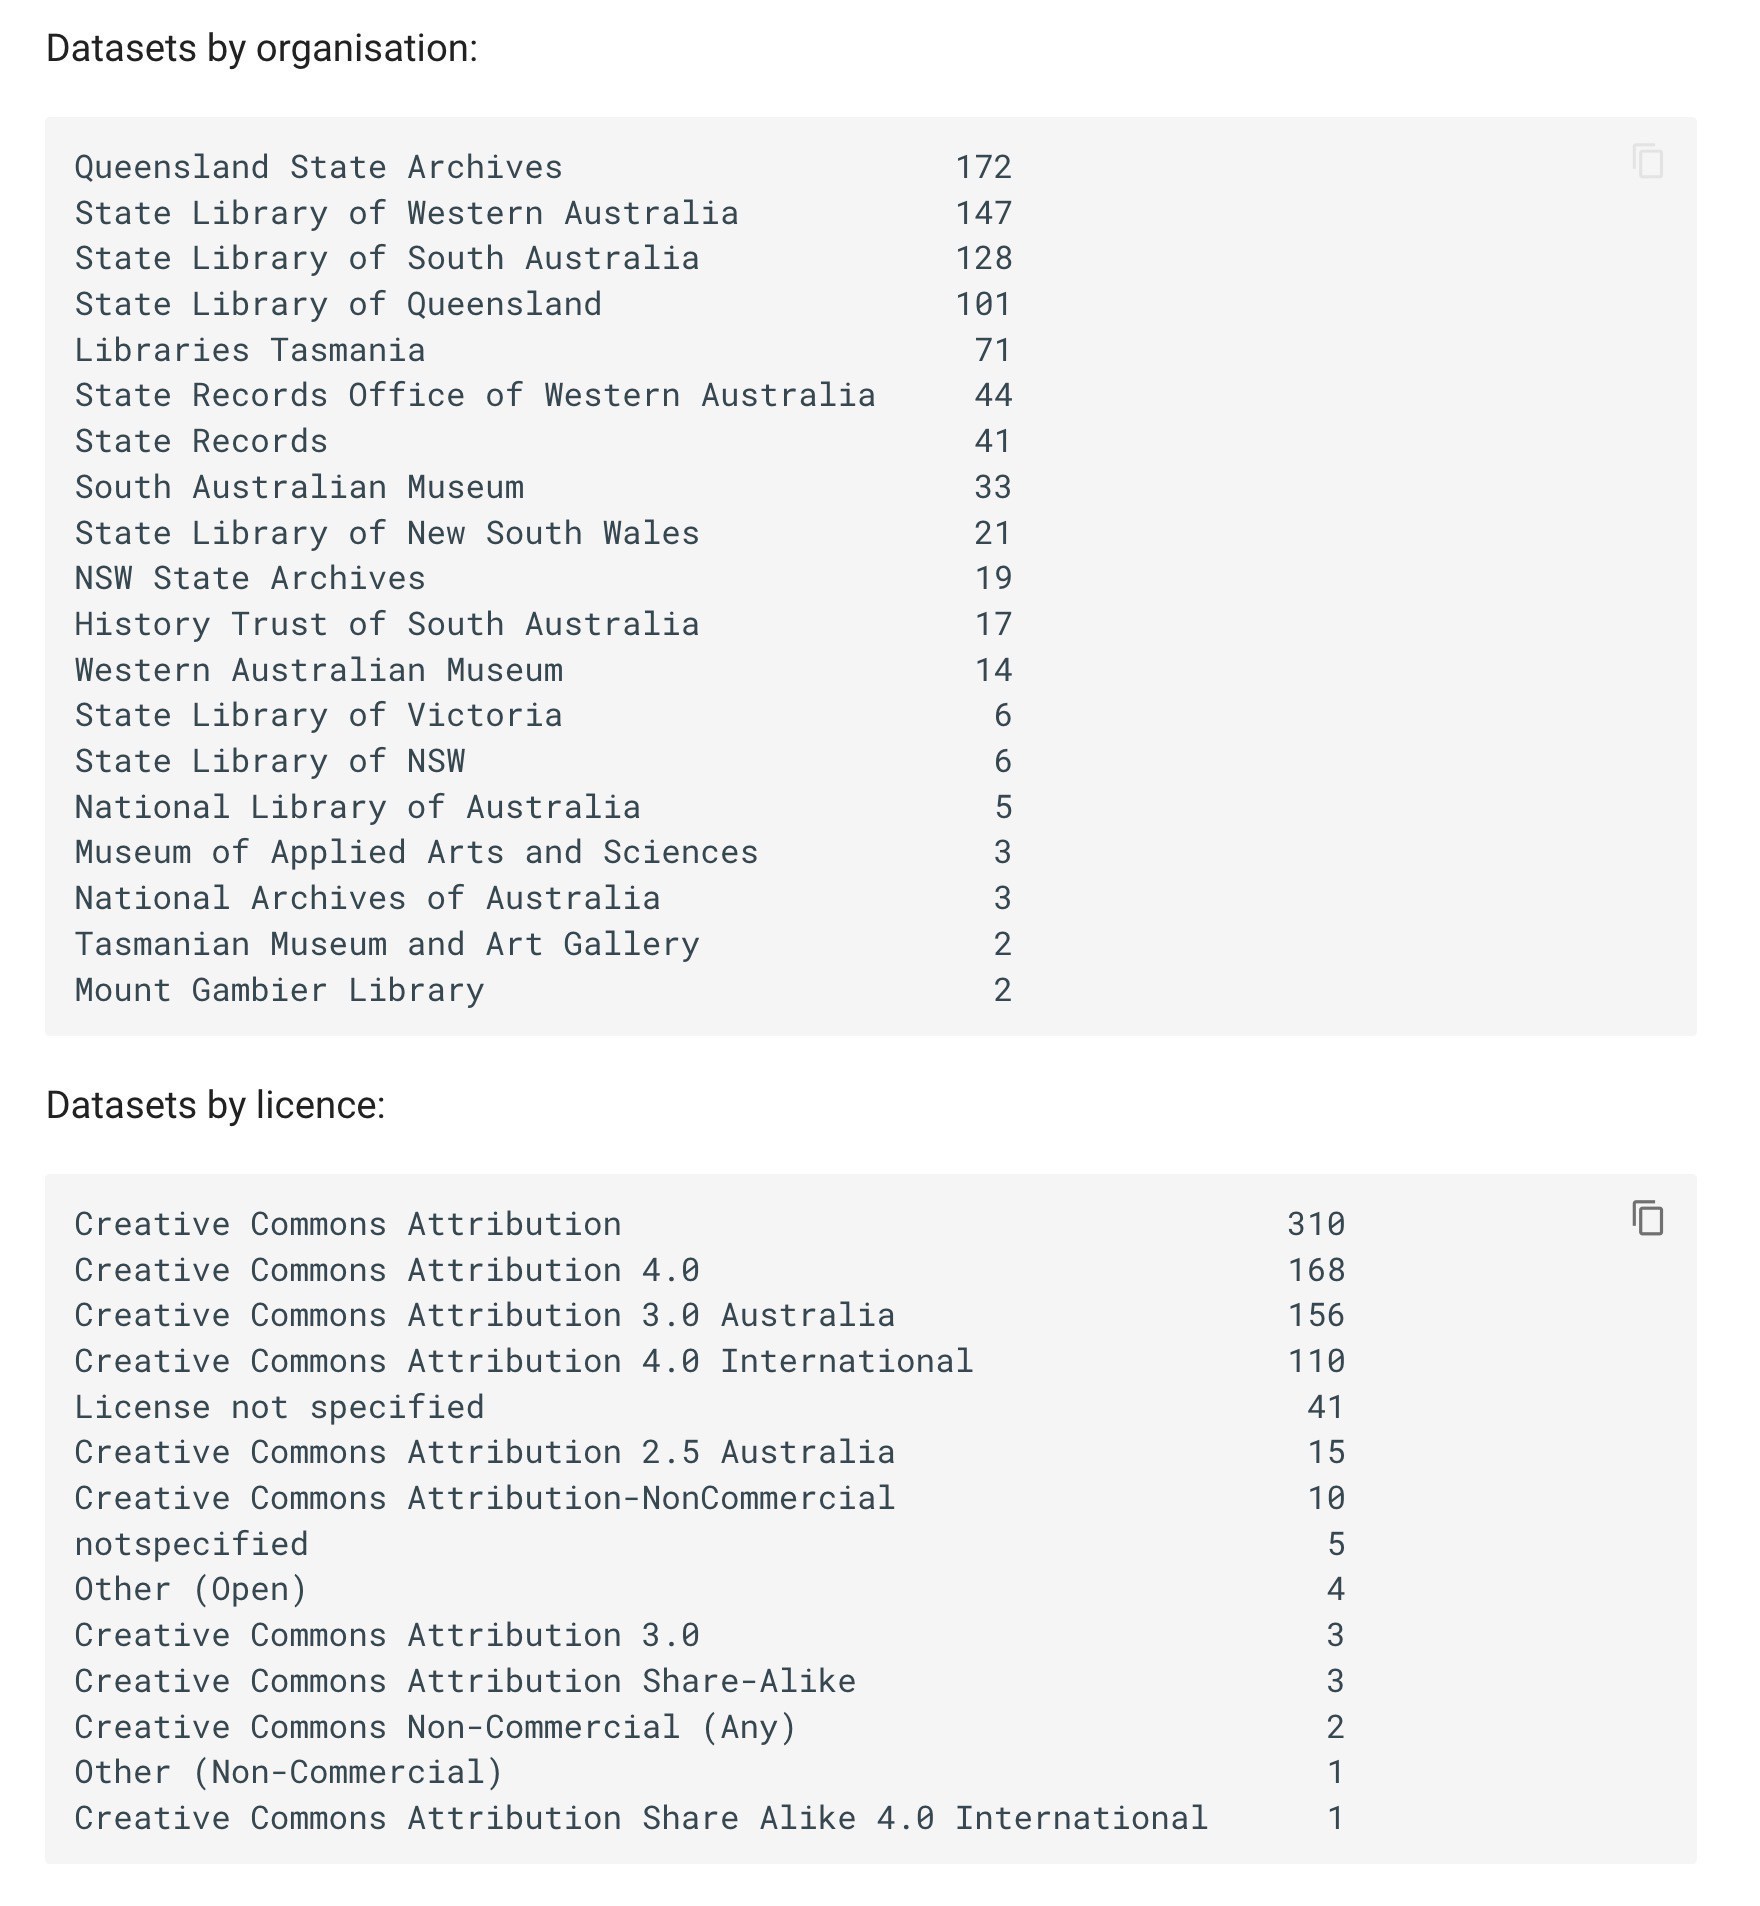 Datasets by organisation:
Queensland State Archives 172
State Library of Western Australia 147
State Library of South Australia 128
State Library of Queensland 101
Libraries Tasmania 71
State Records Office of Western Australia 44
State Records 41
South Australian Museum 33
State Library of New South Wales 21
NSW State Archives 19
History Trust of South Australia 17
Western Australian Museum 14
State Library of Victoria 6
State Library of NSW 6
National Library of Australia 5
Museum of Applied Arts and Sciences 3
National Archives of Australia 3
Tasmanian Museum and Art Gallery 2
Mount Gambier Library 2
Datasets by licence:
Creative Commons Attribution 310
Creative Commons Attribution 4.0 168
Creative Commons Attribution 3.0 Australia 156
Creative Commons Attribution 4.0 International 110
License not specified 41
Creative Commons Attribution 2.5 Australia 15
Creative Commons Attribution-NonCommercial 10
notspecified 5
Other (Open) 4
Creative Commons Attribution 3.0 3
Creative Commons Attribution Share-Alike 3
Creative Commons Non-Commercial (Any) 2
Other (Non-Commercial) 1
Creative Commons Attribution Share Alike 4.0 International 1